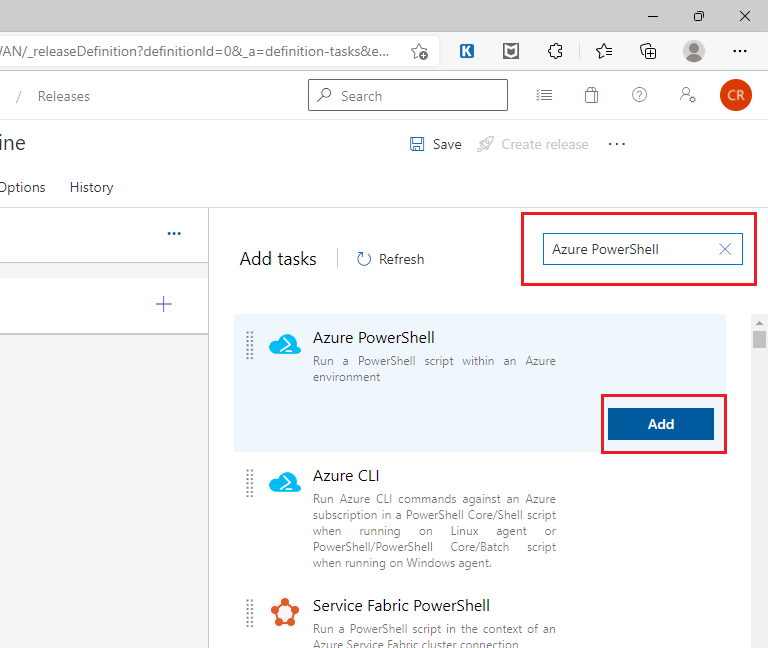 WAN/_releaseDefinition?definitionId=0&_a=definition-tasks&e...
K
/ Releases
Search
CR
ine
Save
Create release
Options
History
Add tasks
Refresh
Azure PowerShell
Azure PowerShell
Run a PowerShell script within an Azure
environment
Add
Azure CLI
Run Azure CLI commands against an Azure
subscription in a PowerShell Core/Shell script
when running on Linux agent or
PowerShell/PowerShell Core/Batch script
when running on Windows agent.
Service Fabric PowerShell
Run a PowerShell script in the context of an
Azure Service Fabric cluster connection